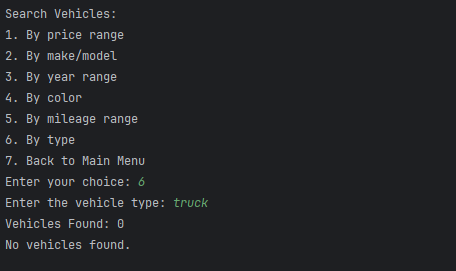 Search Vehicles:
1. By price range
2. By make/model
3. By year range
4. By color
5. By mileage range
6. By type
7. Back to Main Menu
Enter your choice: 6
Enter the vehicle type: truck
Vehicles Found: 0
No vehicles found.